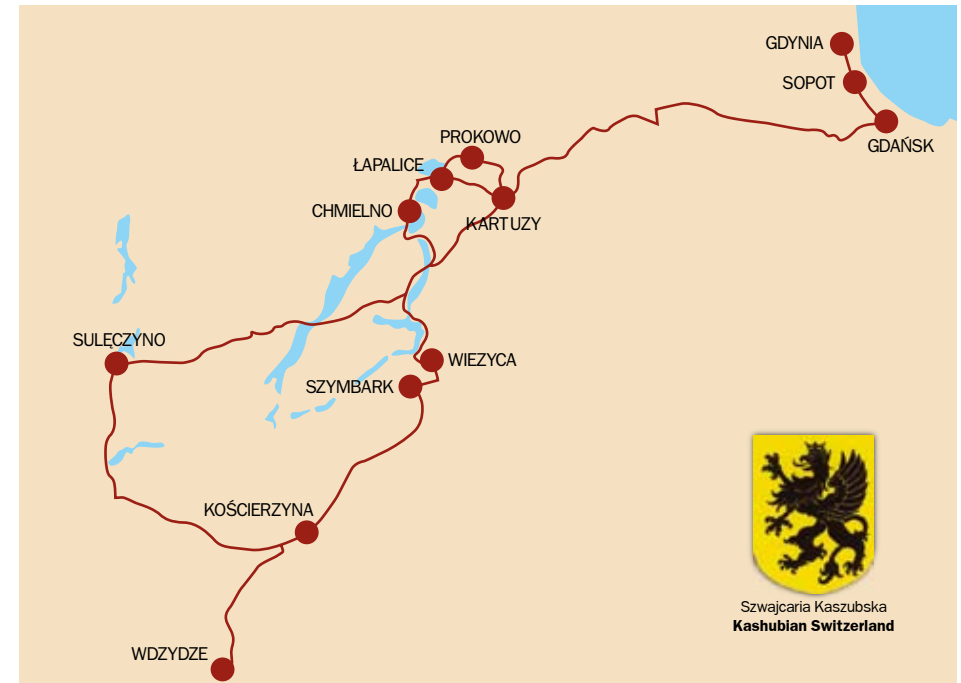 GDYNIA
SOPOT
GDAŃSK
PROKOWO
ŁAPALICE
CHMIELNO
KARTUZY
SULĘCZYNO
WIEZYCA
SZYMBARK
KOŚCIERZYNA
WDZYDZE
Szwajcaria Kaszubska
Kashubian Switzerland